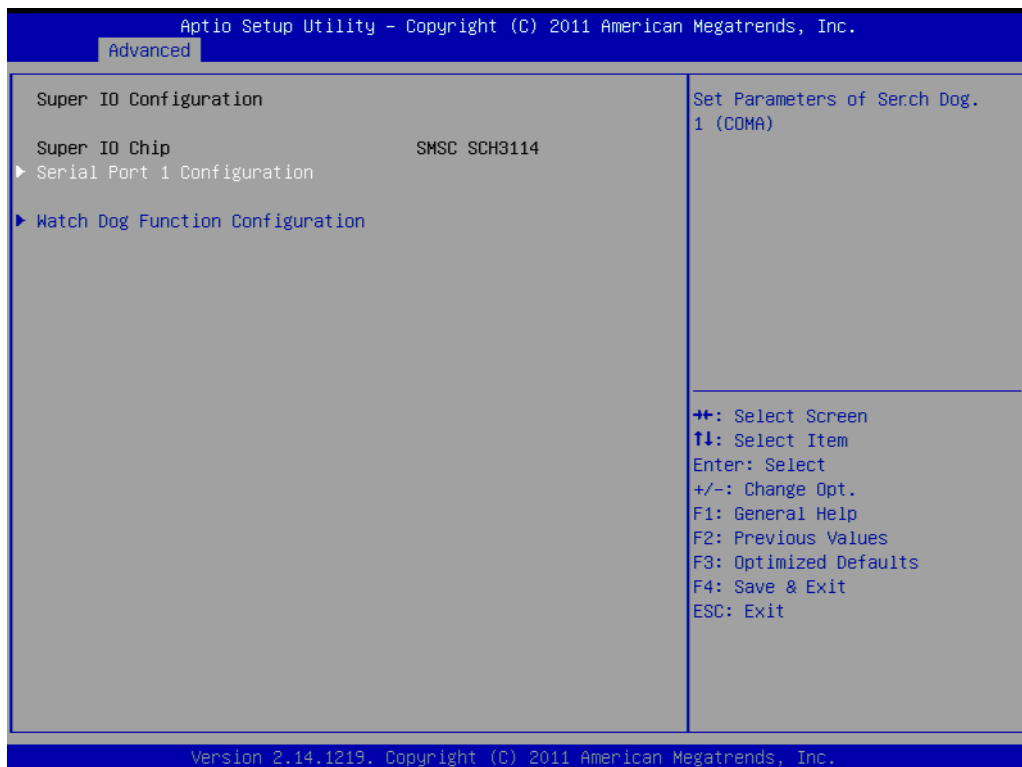 Aptio Setup Utility – Copyright (C) 2011 American Megatrends, Inc.
Advanced
Super IO Configuration
Super IO Chip SMSC SCH3114
▶ Serial Port 1 Configuration
▶ Watch Dog Function Configuration
Set Parameters of Serch Dog.
1 (COMA)
→←: Select Screen
↑↓: Select Item
Enter: Select
+/-: Change Opt.
F1: General Help
F2: Previous Values
F3: Optimized Defaults
F4: Save & Exit
ESC: Exit
Version 2.14.1219. Copyright (C) 2011 American Megatrends, Inc.